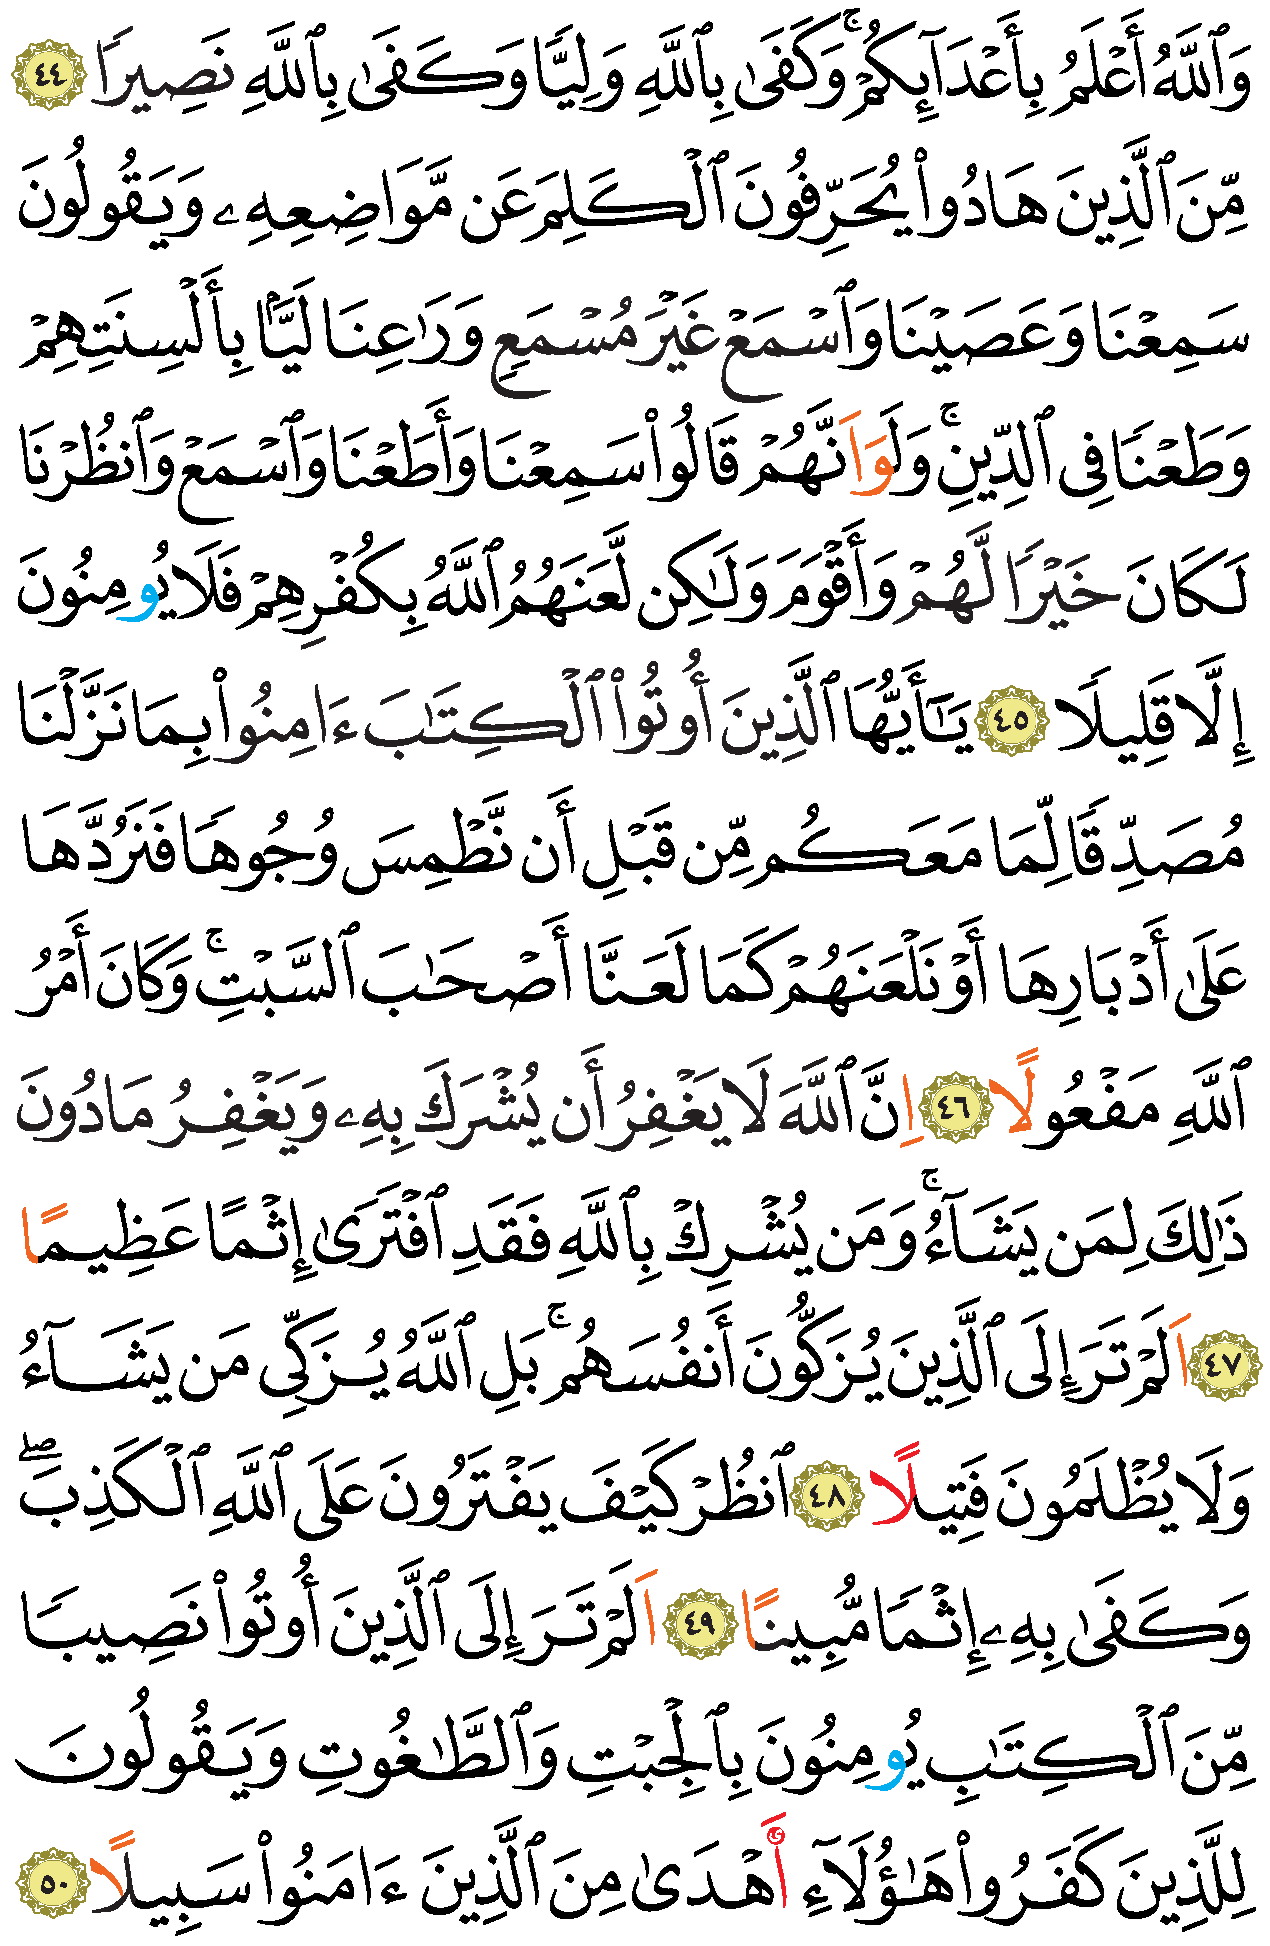 وَٱللَّهُ أَعۡلَمُ بِأَعۡدَآئِكُمۡۚ وَكَفَىٰ بِٱللَّهِ وَلِيّٗا وَكَفَىٰ بِٱللَّهِ نَصِيرٗا ٤٤
مِّنَ ٱلَّذِينَ هَادُواْ يُحَرِّفُونَ ٱلۡكَلِمَ عَن مَّوَاضِعِهِۦ وَيَقُولُونَ
سَمِعۡنَا وَعَصَيۡنَا وَٱسۡمَعۡ غَيۡرَ مُسۡمَعٖ وَرَٰعِنَا لَيَّۢا بِأَلۡسِنَتِهِمۡ
وَطَعۡنٗا فِي ٱلدِّينِۚ وَلَوَ اَنَّهُمۡ قَالُواْ سَمِعۡنَا وَأَطَعۡنَا وَٱسۡمَعۡ وَٱنظُرۡنَا
لَكَانَ خَيۡرٗا لَّهُمۡ وَأَقۡوَمَ وَلَٰكِن لَّعَنَهُمُ ٱللَّهُ بِكُفۡرِهِمۡ فَلَا يُومِنُونَ
إِلَّا قَلِيلٗا ٤٥ يَٰٓأَيُّهَا ٱلَّذِينَ أُوتُواْ ٱلۡكِتَٰبَ ءَامِنُواْ بِمَا نَزَّلۡنَا
مُصَدِّقٗا لِّمَا مَعَكُم مِّن قَبۡلِ أَن نَّطۡمِسَ وُجُوهٗا فَنَرُدَّهَا
عَلَىٰ أَدۡبَارِهَا أَوۡ نَلۡعَنَهُمۡ كَمَا لَعَنَّا أَصۡحَٰبَ ٱلسَّبۡتِۚ وَكَانَ أَمۡرُ
ٱللَّهِ مَفۡعُولًا ٤٦ اِنَّ ٱللَّهَ لَا يَغۡفِرُ أَن يُشۡرَكَ بِهِۦ وَيَغۡفِرُ مَا دُونَ
ذَٰلِكَ لِمَن يَشَآءُۚ وَمَن يُشۡرِكۡ بِٱللَّهِ فَقَدِ ٱفۡتَرَىٰ إِثۡمًا عَظِيمًا
٤٧ اَلَمۡ تَرَ إِلَى ٱلَّذِينَ يُزَكُّونَ أَنفُسَهُمۚ بَلِ ٱللَّهُ يُزَكِّي مَن يَشَآءُ
وَلَا يُظۡلَمُونَ فَتِيلًا ٤٨ ٱنظُرۡ كَيۡفَ يَفۡتَرُونَ عَلَى ٱللَّهِ ٱلۡكَذِبَۖ
وَكَفَىٰ بِهِۦ إِثۡمٗا مُّبِينًا ٤٩ اَلَمۡ تَرَ إِلَى ٱلَّذِينَ أُوتُواْ نَصِيبٗا
مِّنَ ٱلۡكِتَٰبِ يُومِنُونَ بِٱلۡجِبۡتِ وَٱلطَّٰغُوتِ وَيَقُولُونَ
لِلَّذِينَ كَفَرُواْ هَٰؤُلَآءِ أَهۡدَىٰ مِنَ ٱلَّذِينَ ءَامَنُواْ سَبِيلًا ٥٠